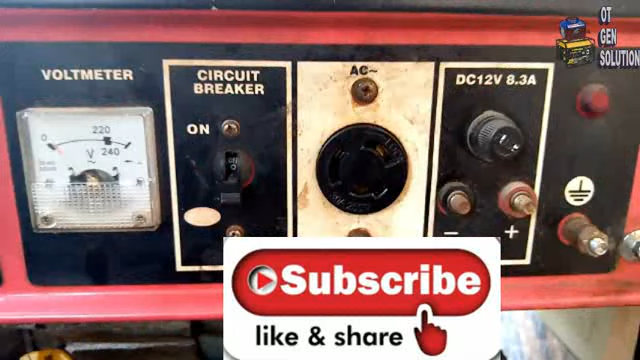 OT
GEN
SOLUTION
VOLTMETER
CIRCUIT
BREAKER
AC~
DC12V 8.3A
ON
0
220
240
V
~
− +
Subscribe
like & share